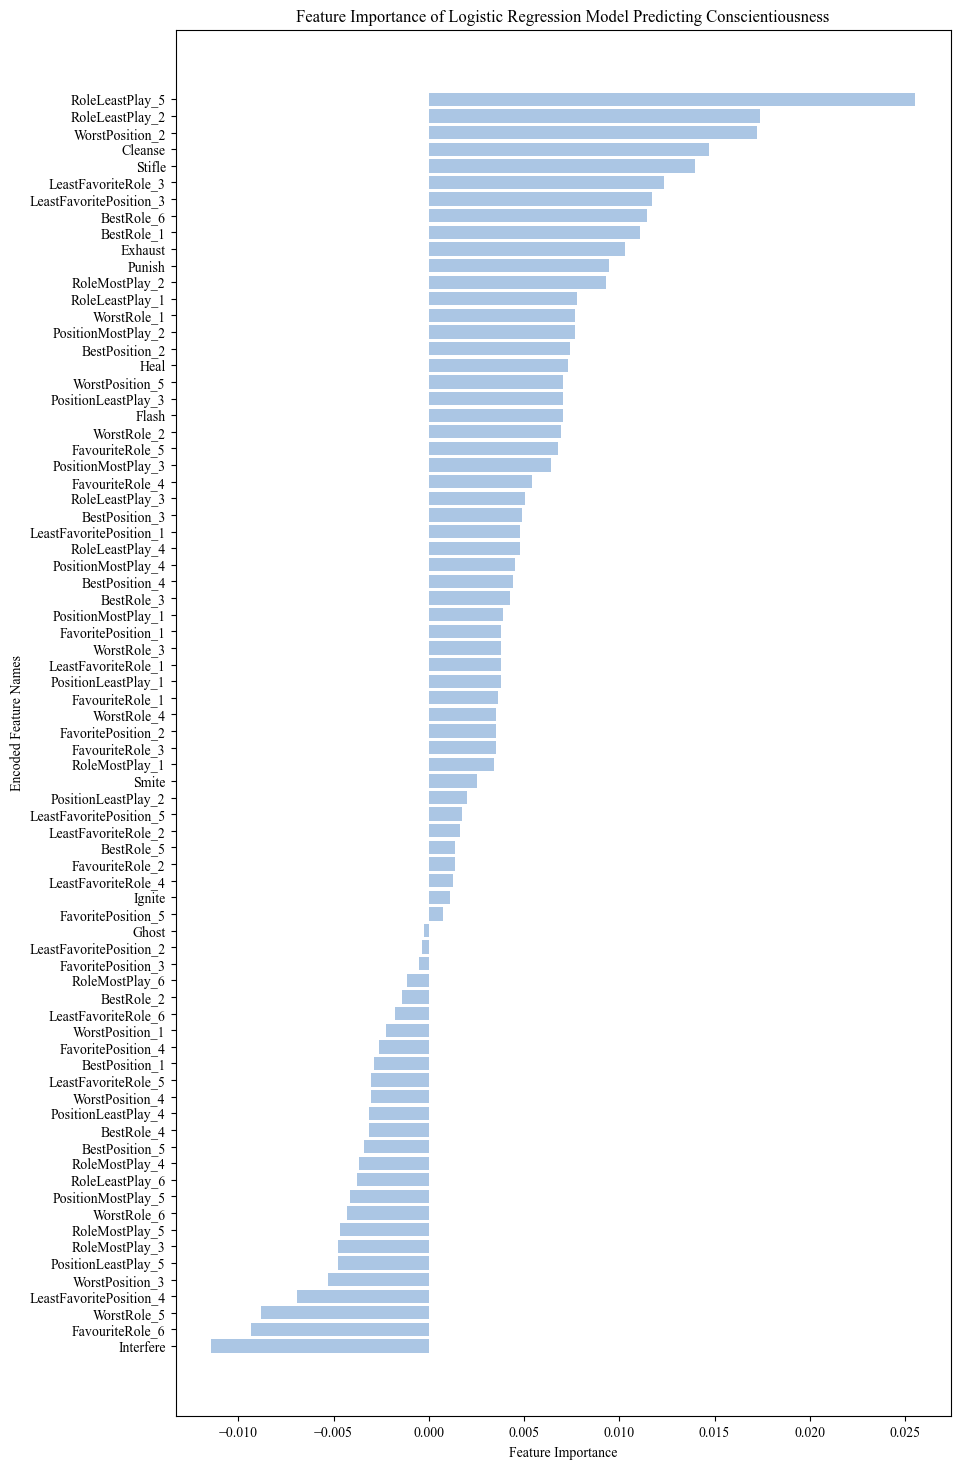 Feature Importance of Logistic Regression Model Predicting Conscientiousness
RoleLeastPlay_5
RoleLeastPlay_2
WorstPosition_2
Cleanse
Stifle
LeastFavoriteRole_3
LeastFavoritePosition_3
BestRole_6
BestRole_1
Exhaust
Punish
RoleMostPlay_2
RoleLeastPlay_1
WorstRole_1
PositionMostPlay_2
BestPosition_2
Heal
WorstPosition_5
PositionLeastPlay_3
Flash
WorstRole_2
FavouriteRole_5
PositionMostPlay_3
FavouriteRole_4
RoleLeastPlay_3
BestPosition_3
LeastFavoritePosition_1
RoleLeastPlay_4
PositionMostPlay_4
BestPosition_4
BestRole_3
PositionMostPlay_1
FavoritePosition_1
WorstRole_3
LeastFavoriteRole_1
PositionLeastPlay_1
FavouriteRole_1
WorstRole_4
FavoritePosition_2
FavouriteRole_3
RoleMostPlay_1
Smite
PositionLeastPlay_2
LeastFavoritePosition_5
LeastFavoriteRole_2
BestRole_5
FavouriteRole_2
LeastFavoriteRole_4
Ignite
FavoritePosition_5
Ghost
LeastFavoritePosition_2
FavoritePosition_3
RoleMostPlay_6
BestRole_2
LeastFavoriteRole_6
WorstPosition_1
FavoritePosition_4
BestPosition_1
LeastFavoriteRole_5
WorstPosition_4
PositionLeastPlay_4
BestRole_4
BestPosition_5
RoleMostPlay_4
RoleLeastPlay_6
PositionMostPlay_5
WorstRole_6
RoleMostPlay_5
RoleMostPlay_3
PositionLeastPlay_5
WorstPosition_3
LeastFavoritePosition_4
WorstRole_5
FavouriteRole_6
Interfere
Encoded Feature Names
−0.010 −0.005 0.000 0.005 0.010 0.015 0.020 0.025
Feature Importance